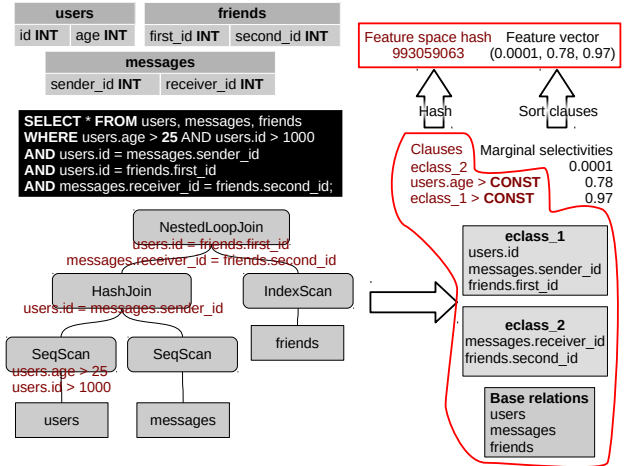 users
id INT age INT
friends
first_id INT second_id INT
messages
sender_id INT receiver_id INT
SELECT * FROM users, messages, friends
WHERE users.age > 25 AND users.id > 1000
AND users.id = messages.sender_id
AND users.id = friends.first_id
AND messages.receiver_id = friends.second_id;
NestedLoopJoin
users.id = friends.first_id
messages.receiver_id = friends.second_id
HashJoin
users.id = messages.sender_id
IndexScan
friends
SeqScan
users.age > 25
users.id > 1000
SeqScan
users
messages
Feature space hash
993059063
Feature vector
(0.0001, 0.78, 0.97)
Hash
Sort clauses
Clauses Marginal selectivities
eclass_2 0.0001
users.age > CONST 0.78
eclass_1 > CONST 0.97
eclass_1
users.id
messages.sender_id
friends.first_id
eclass_2
messages.receiver_id
friends.second_id
Base relations
users
messages
friends